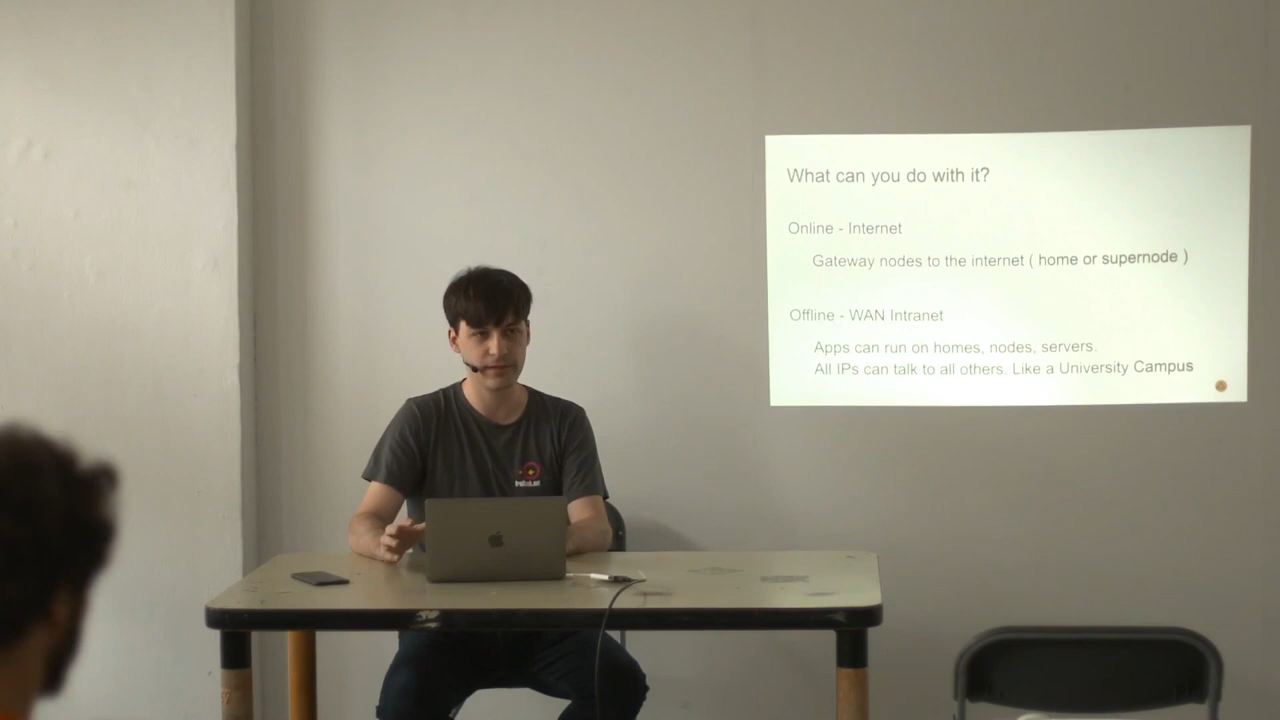 What can you do with it?
Online - Internet
Gateway nodes to the internet ( home or supernode )
Offline - WAN Intranet
Apps can run on homes, nodes, servers.
All IPs can talk to all others. Like a University Campus